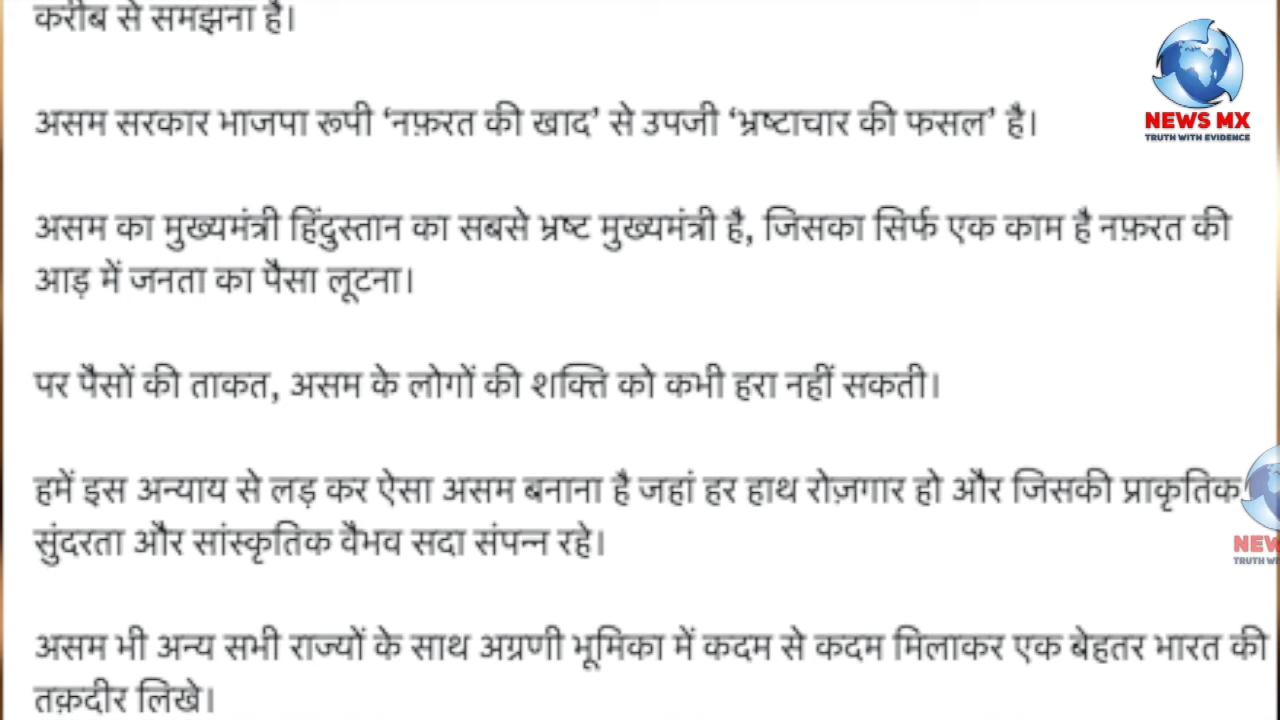 करीब से समझना है।
NEWS MX
TRUTH WITH EVIDENCE
असम सरकार भाजपा रूपी ‘नफ़रत की खाद’ से उपजी ‘भ्रष्टाचार की फसल’ है।
असम का मुख्यमंत्री हिंदुस्तान का सबसे भ्रष्ट मुख्यमंत्री है, जिसका सिर्फ एक काम है नफ़रत की
आड़ में जनता का पैसा लूटना।
पर पैसों की ताकत, असम के लोगों की शक्ति को कभी हरा नहीं सकती।
हमें इस अन्याय से लड़ कर ऐसा असम बनाना है जहां हर हाथ रोज़गार हो और जिसकी प्राकृतिक
सुंदरता और सांस्कृतिक वैभव सदा संपन्न रहे।
असम भी अन्य सभी राज्यों के साथ अग्रणी भूमिका में कदम से कदम मिलाकर एक बेहतर भारत की
तक़दीर लिखे।